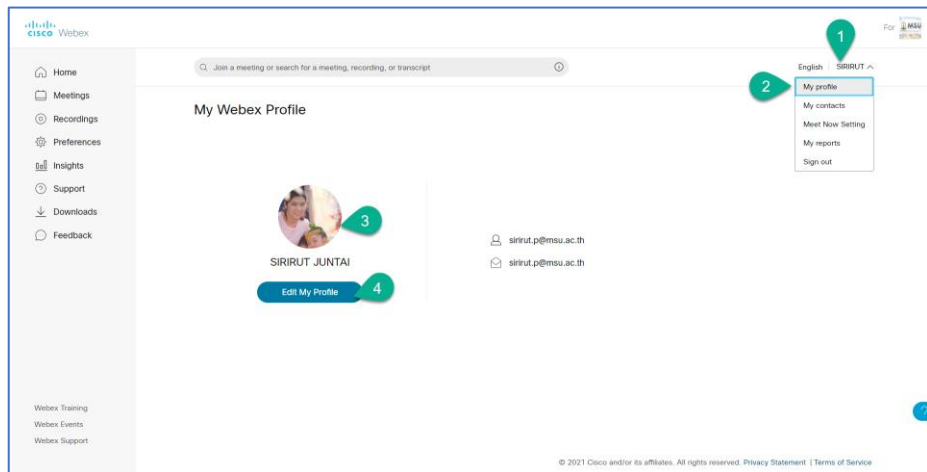 CISCO Webex
For MSU
1
Home
Join a meeting or search for a meeting, recording, or transcript
English SIRIRUT
Meetings
2
My profile
Recordings
My Webex Profile
My contacts
Preferences
Meet Now Setting
Insights
My reports
Support
Sign out
Downloads
Feedback
3
SIRIRUT JUNTAI
sirirut.p@msu.ac.th
sirirut.p@msu.ac.th
Edit My Profile
4
Webex Training
Webex Events
Webex Support
© 2021 Cisco and/or its affiliates. All rights reserved. Privacy Statement | Terms of Service